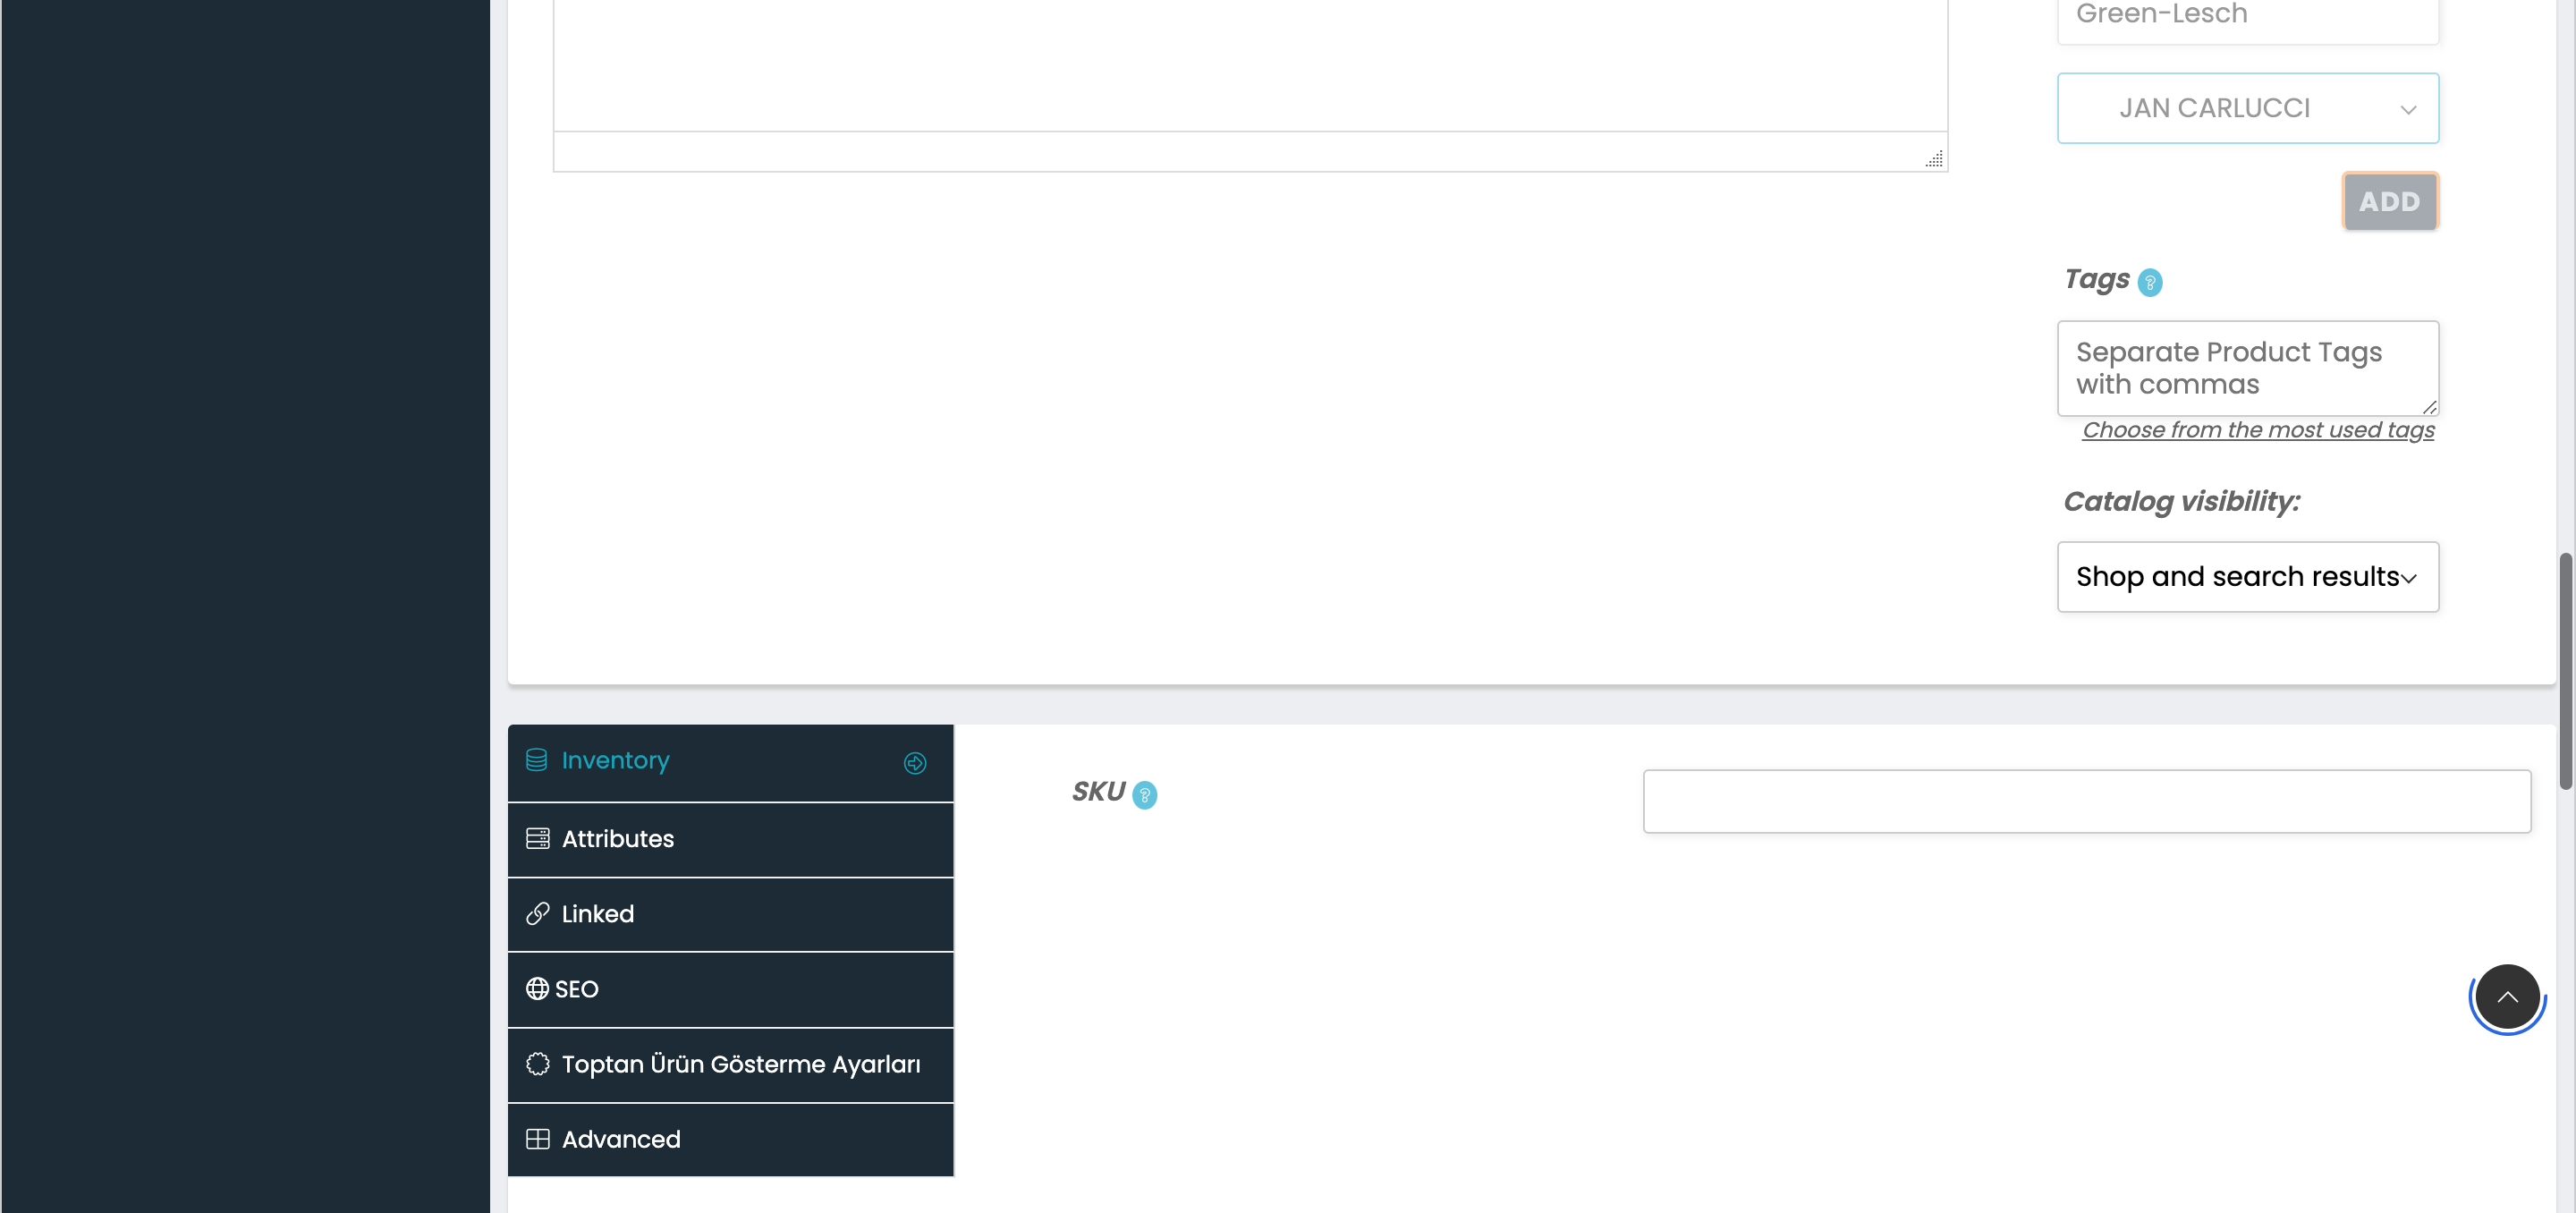 Green-Lesch
JAN CARLUCCI
ADD
Tags ?
Separate Product Tags
with commas
Choose from the most used tags
Catalog visibility:
Shop and search results
Inventory
SKU ?
Attributes
Linked
SEO
Toptan Ürün Gösterme Ayarları
Advanced